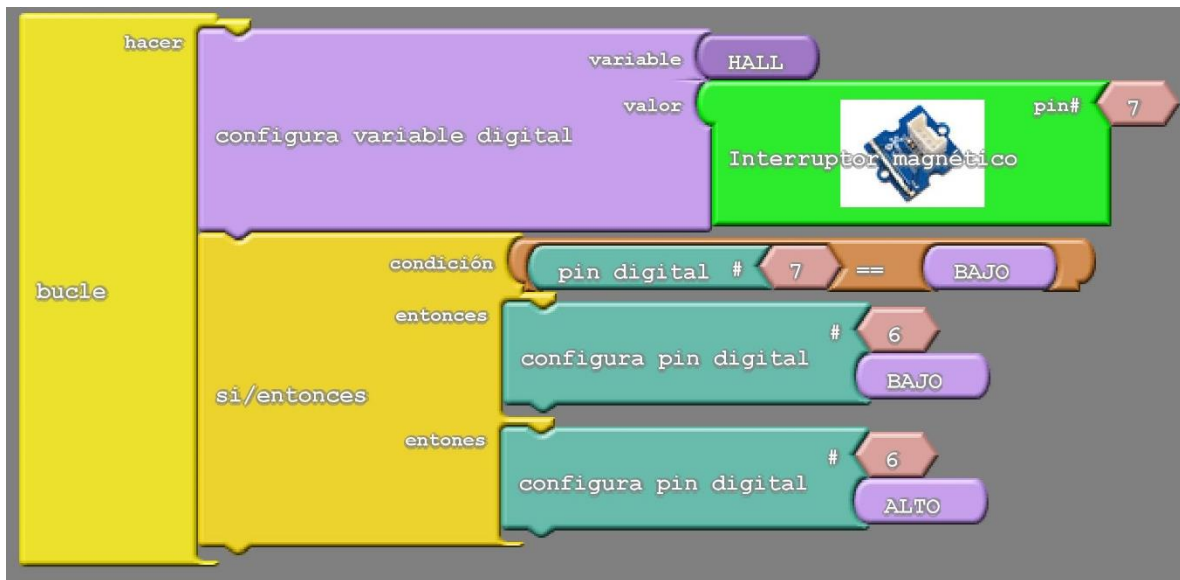 hacer
variable HALL
valor
pin# 7
configura variable digital
Interruptor magnético
bucle
condición pin digital # 7 == BAJO
entonces
# 6
configura pin digital
BAJO
si/entonces
entones
# 6
configura pin digital
ALTO